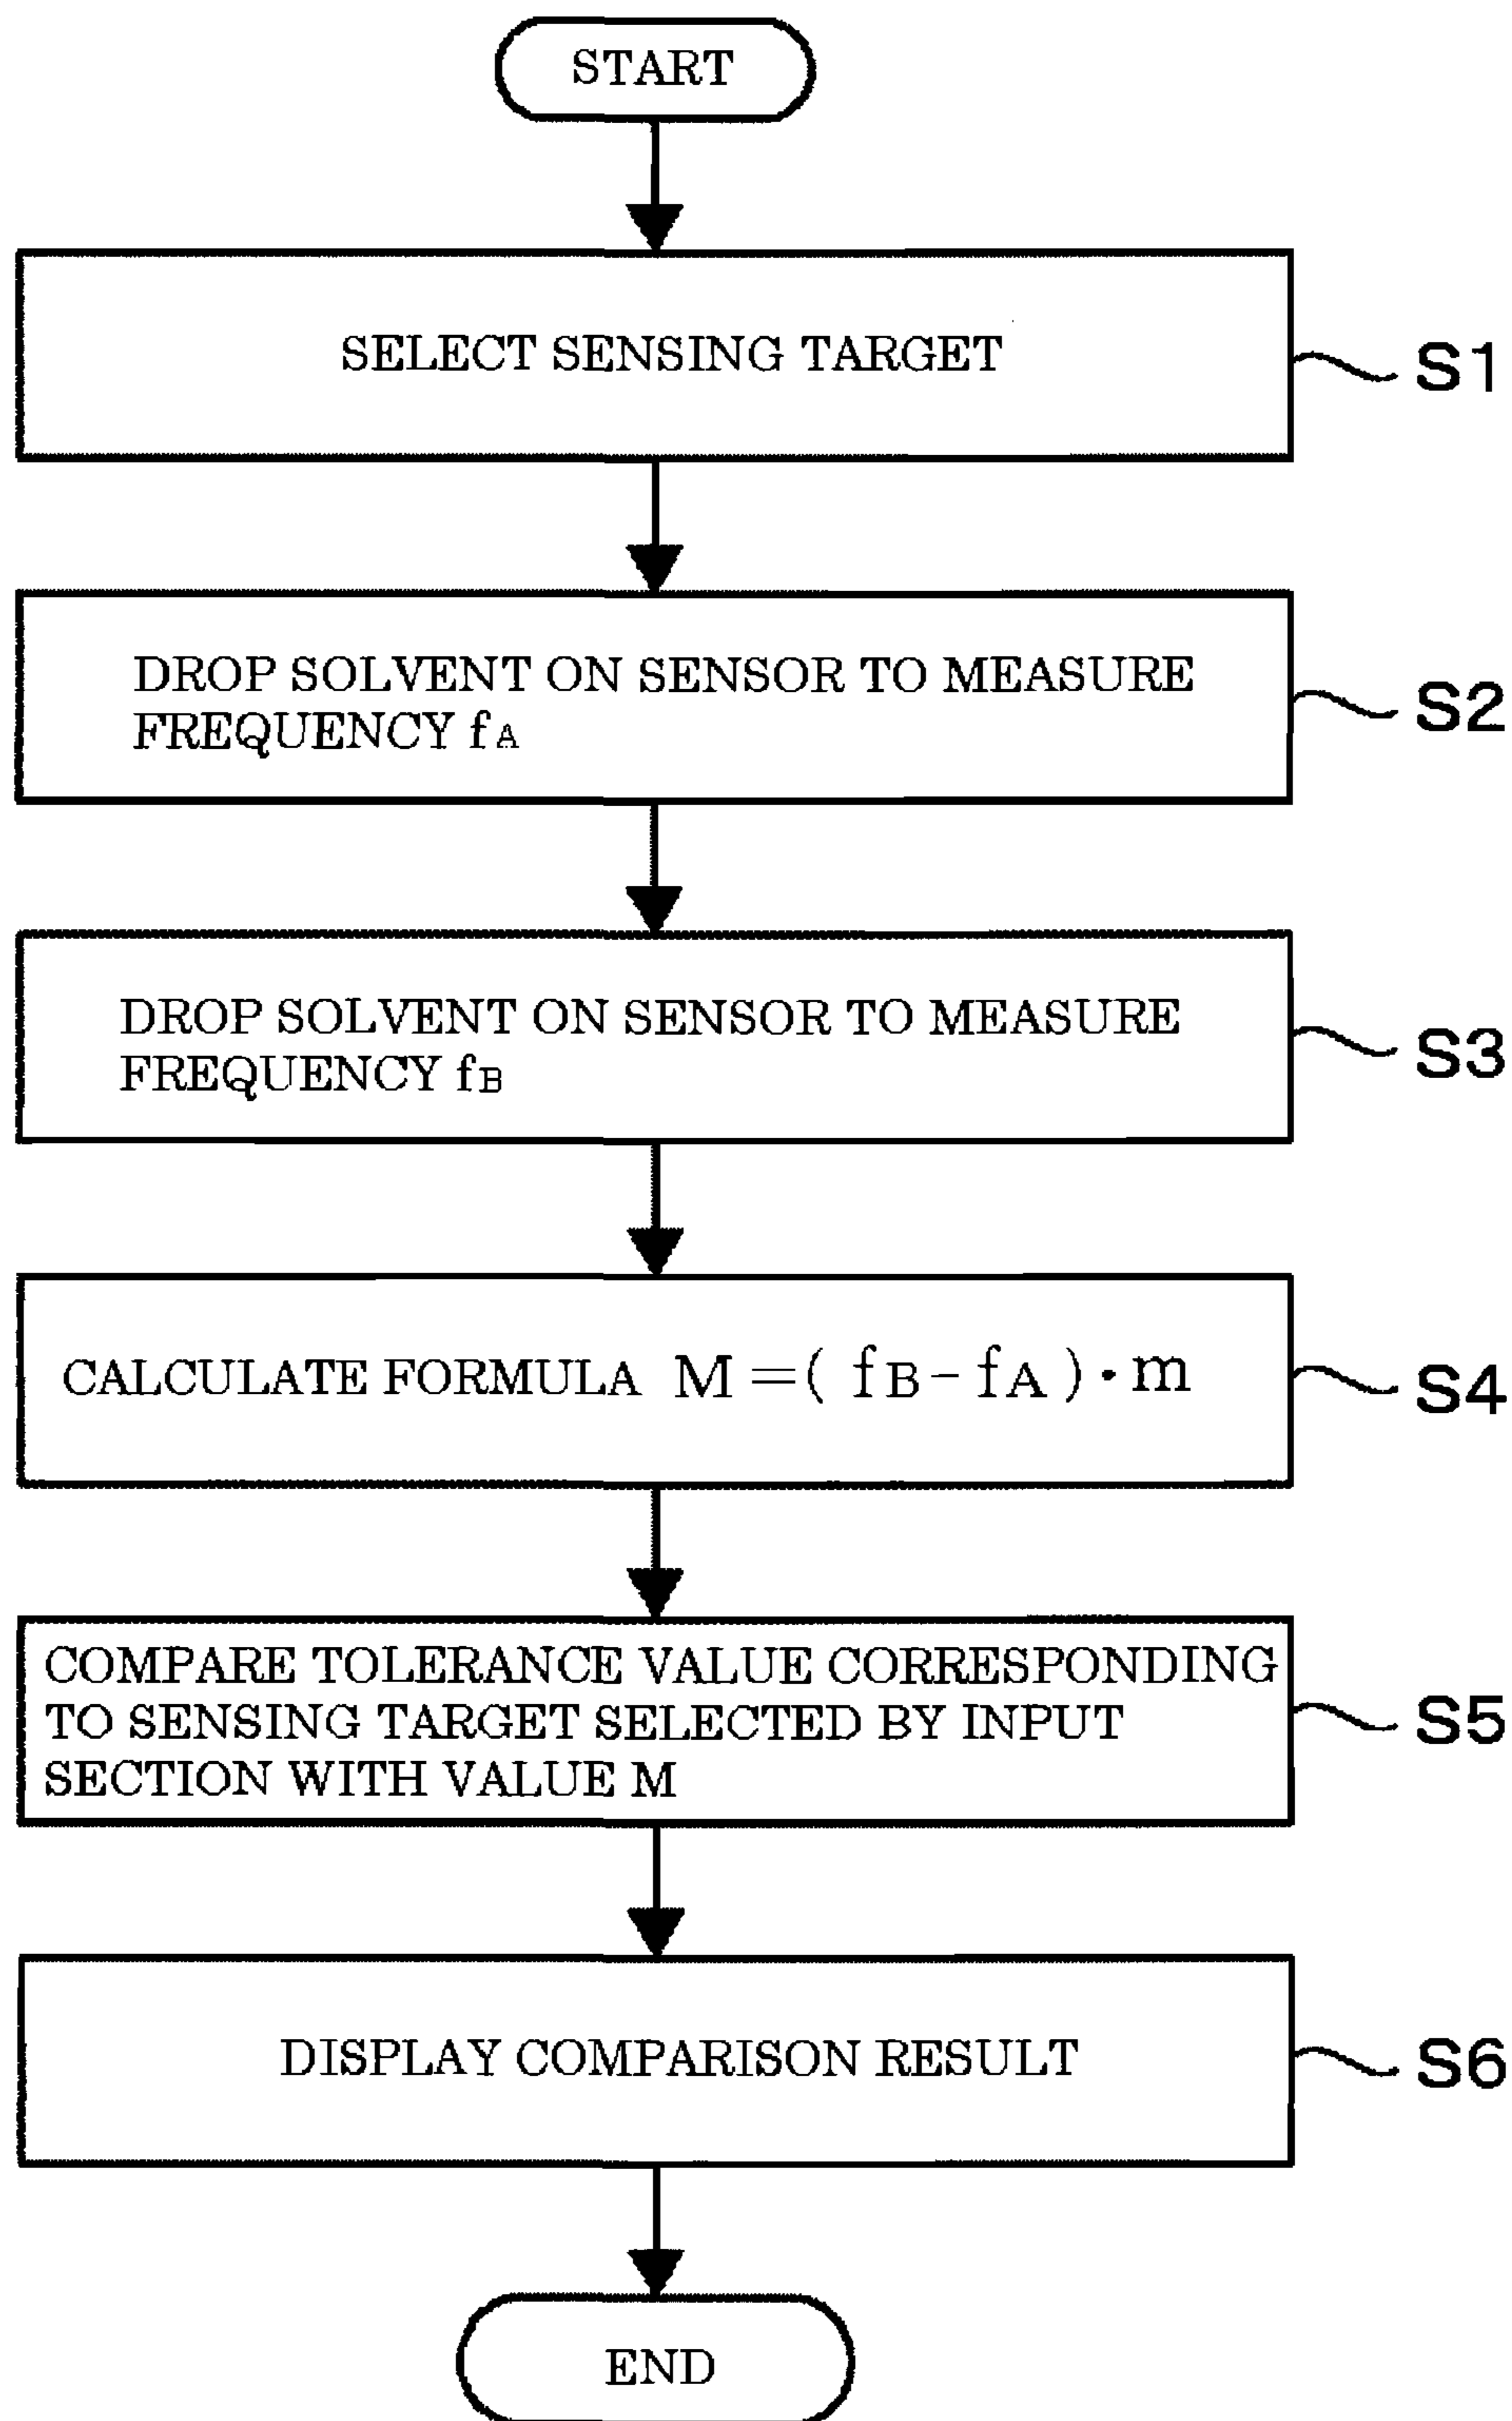 START
SELECT SENSING TARGET
S1
DROP SOLVENT ON SENSOR TO MEASURE
FREQUENCY fA
S2
DROP SOLVENT ON SENSOR TO MEASURE
FREQUENCY fB
S3
CALCULATE FORMULA M=(fB-fA)·m
S4
COMPARE TOLERANCE VALUE CORRESPONDING
TO SENSING TARGET SELECTED BY INPUT
SECTION WITH VALUE M
S5
DISPLAY COMPARISON RESULT
S6
END